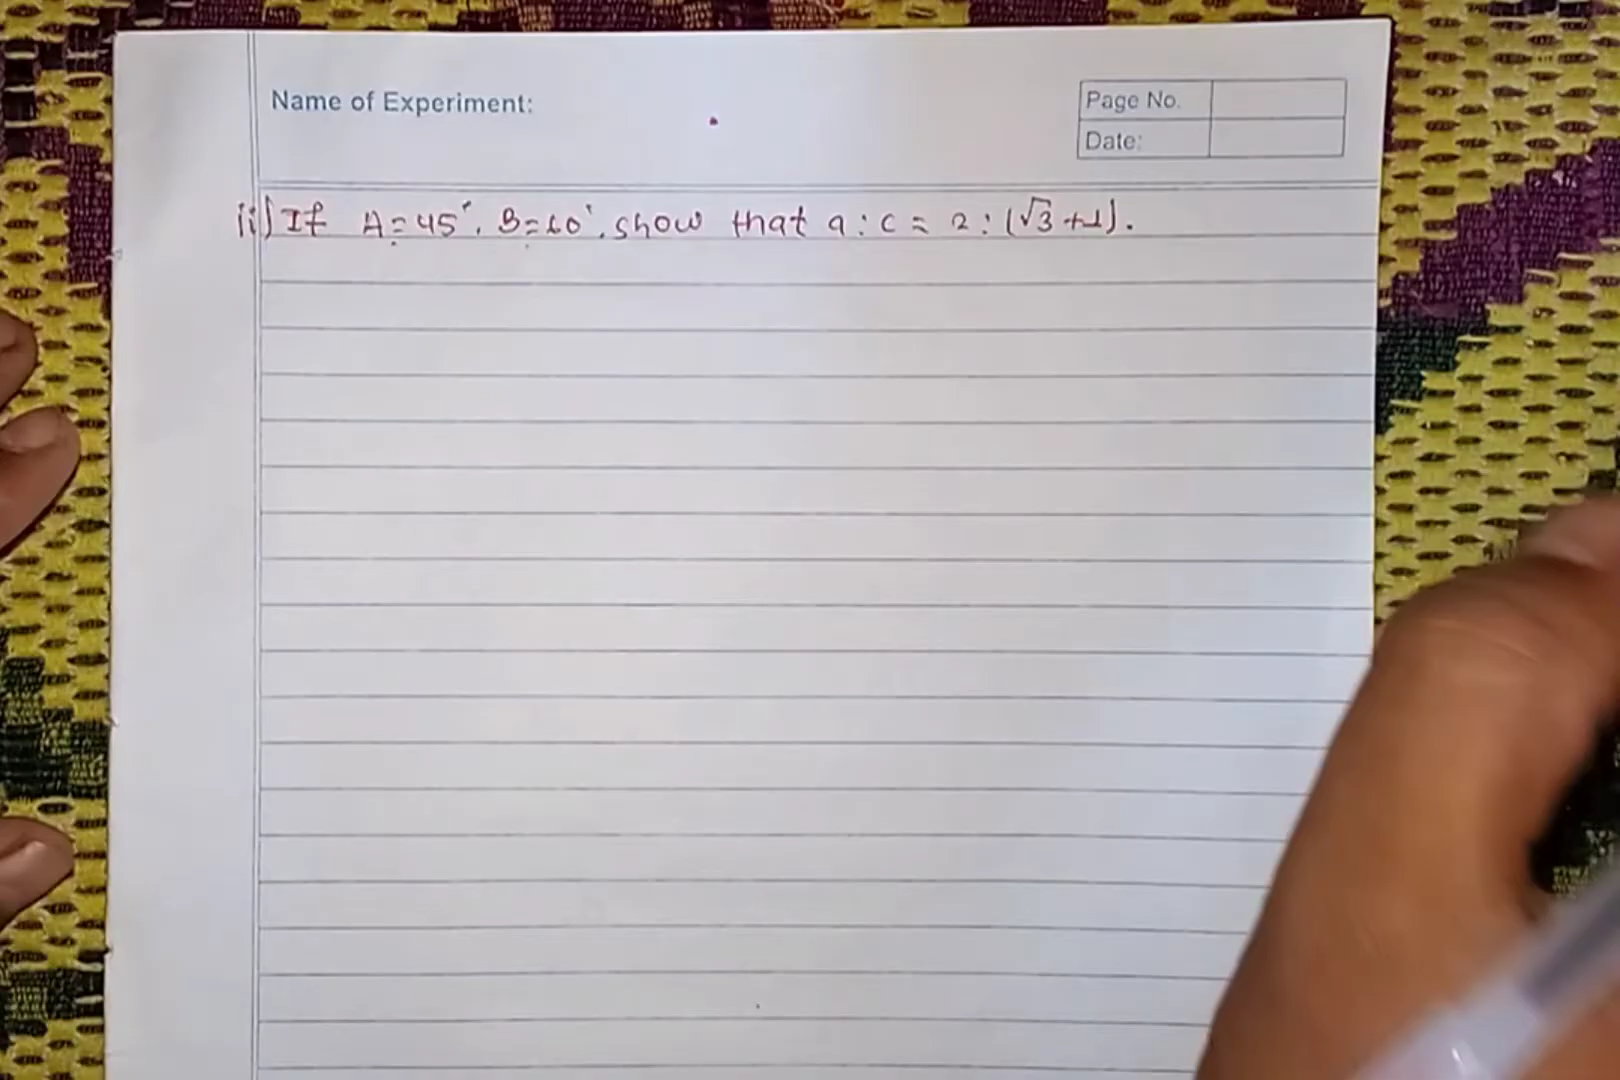 Name of Experiment:
Page No.
Date:
ii) If A = 45°, B = 60°, show that a : c = 2 : (√3 + 1).